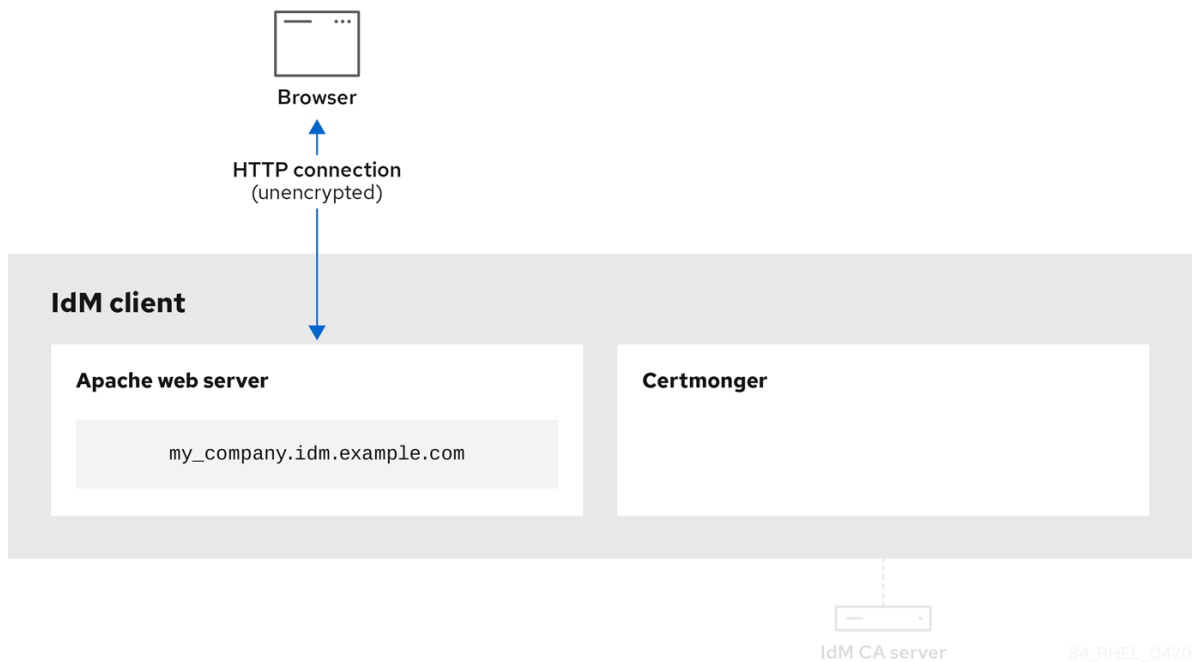 Browser
HTTP connection
(unencrypted)
IdM client
Apache web server
my_company.idm.example.com
Certmonger
IdM CA server
84_RHEL_0420